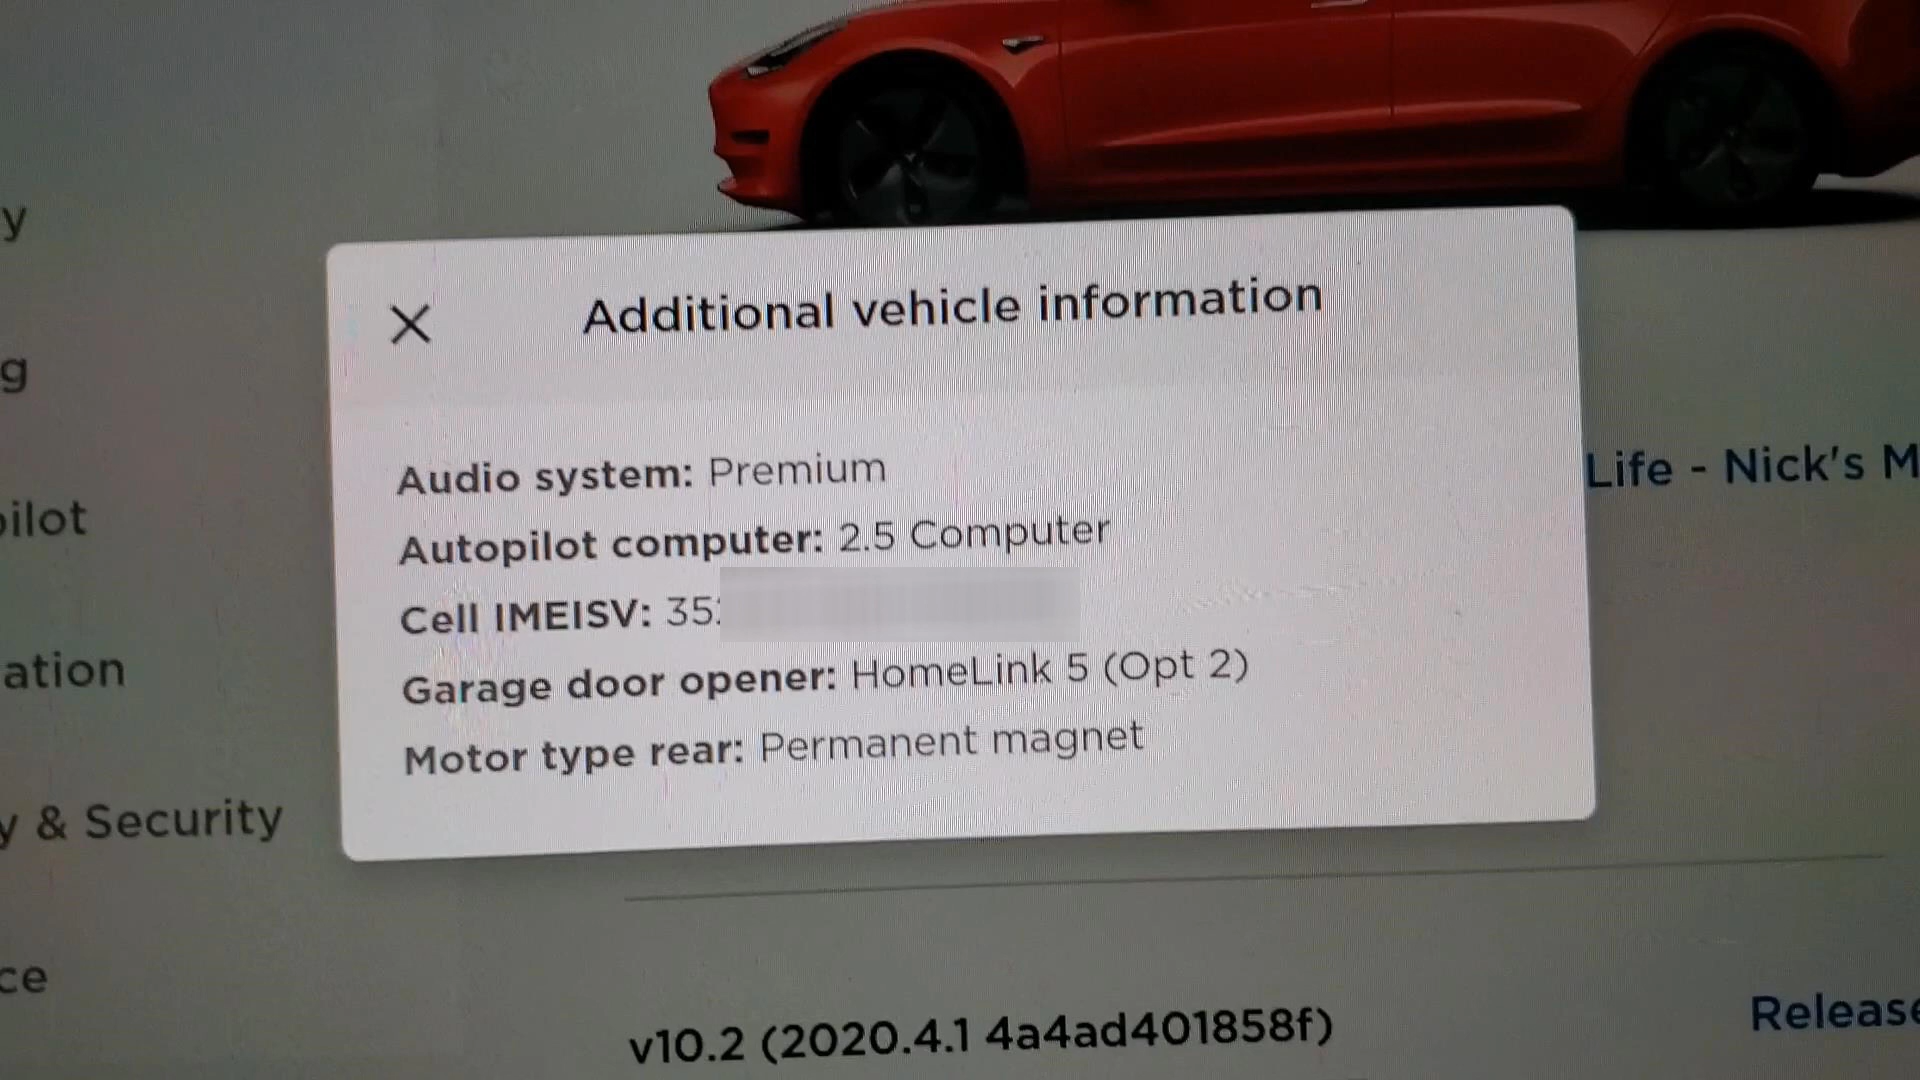 Additional vehicle information
Audio system: Premium
Autopilot computer: 2.5 Computer
Cell IMEISV: 35
Garage door opener: HomeLink 5 (Opt 2)
Motor type rear: Permanent magnet
Life - Nick's M
y
g
pilot
ation
y & Security
ce
v10.2 (2020.4.1 4a4ad401858f)
Release